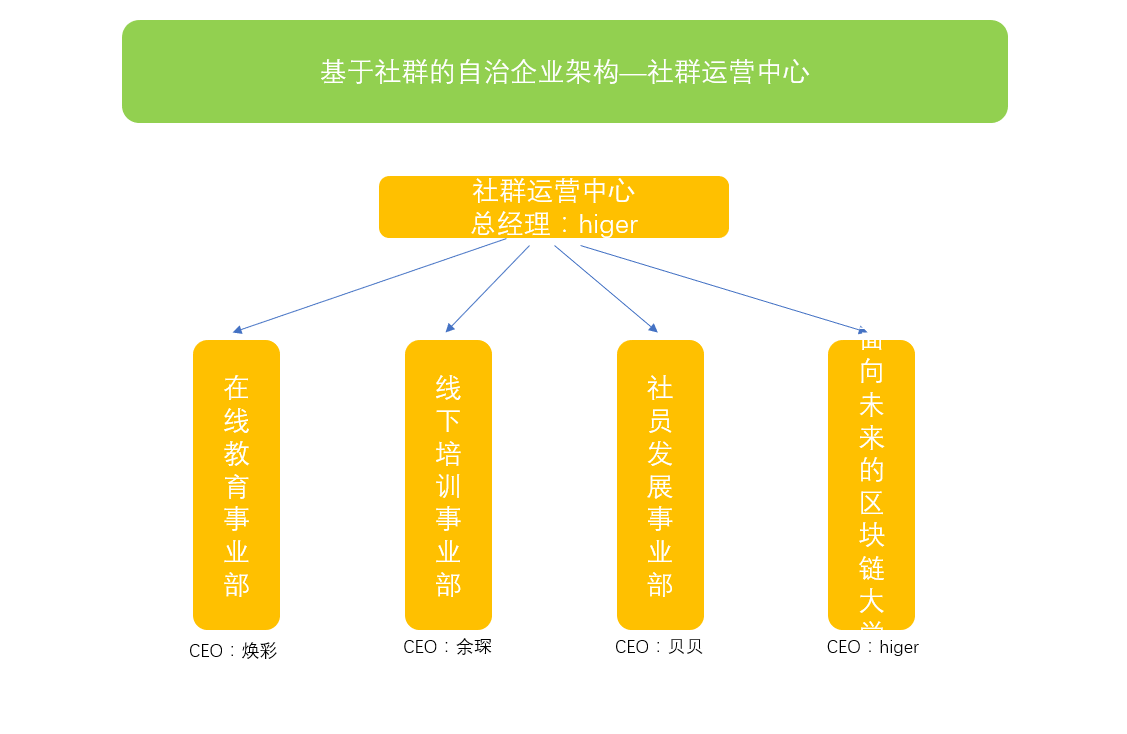 基于社群的自治企业架构—社群运营中心
社群运营中心
总经理：higer
在线教育事业部
线下培训事业部
社员发展事业部
面向未来的区块链大学
CEO：焕彩
CEO：余琛
CEO：贝贝
CEO：higer